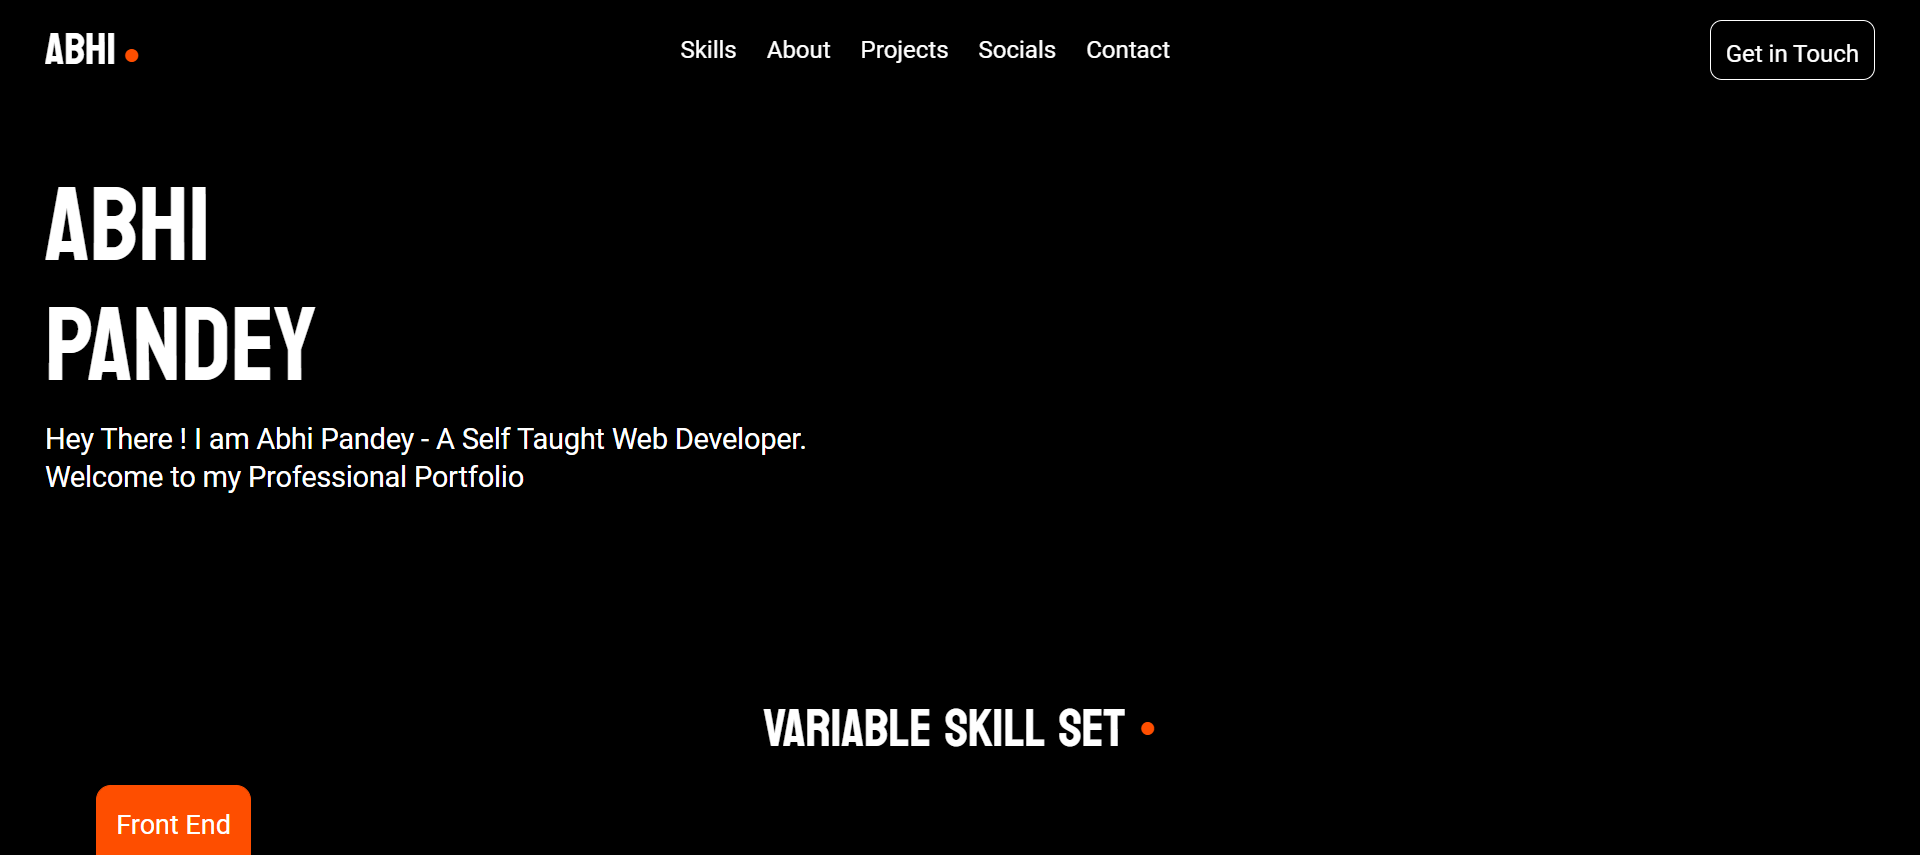 ABHI
Skills About Projects Socials Contact
Get in Touch
ABHI
PANDEY
Hey There ! I am Abhi Pandey - A Self Taught Web Developer.
Welcome to my Professional Portfolio
VARIABLE SKILL SET
Front End